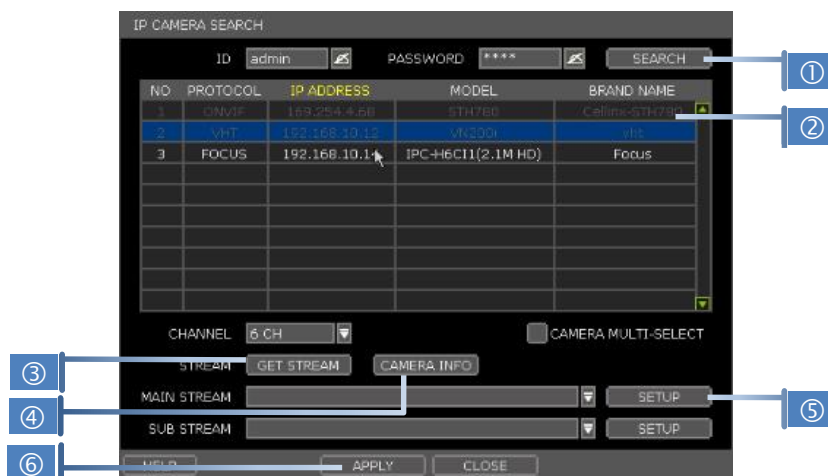 IP CAMERA SEARCH
ID admin PASSWORD **** SEARCH
①
NO PROTOCOL IP ADDRESS MODEL BRAND NAME
1 ONVIF 169.254.4.68 STH780 Cellinx-STH780
②
2 VHT 192.168.10.12 VN200i vht
3 FOCUS 192.168.10.14 IPC-H6CI1(2.1M HD) Focus
CHANNEL 6 CH CAMERA MULTI-SELECT
③
STREAM GET STREAM CAMERA INFO
④
MAIN STREAM SETUP
⑤
SUB STREAM SETUP
⑥
HELP APPLY CLOSE